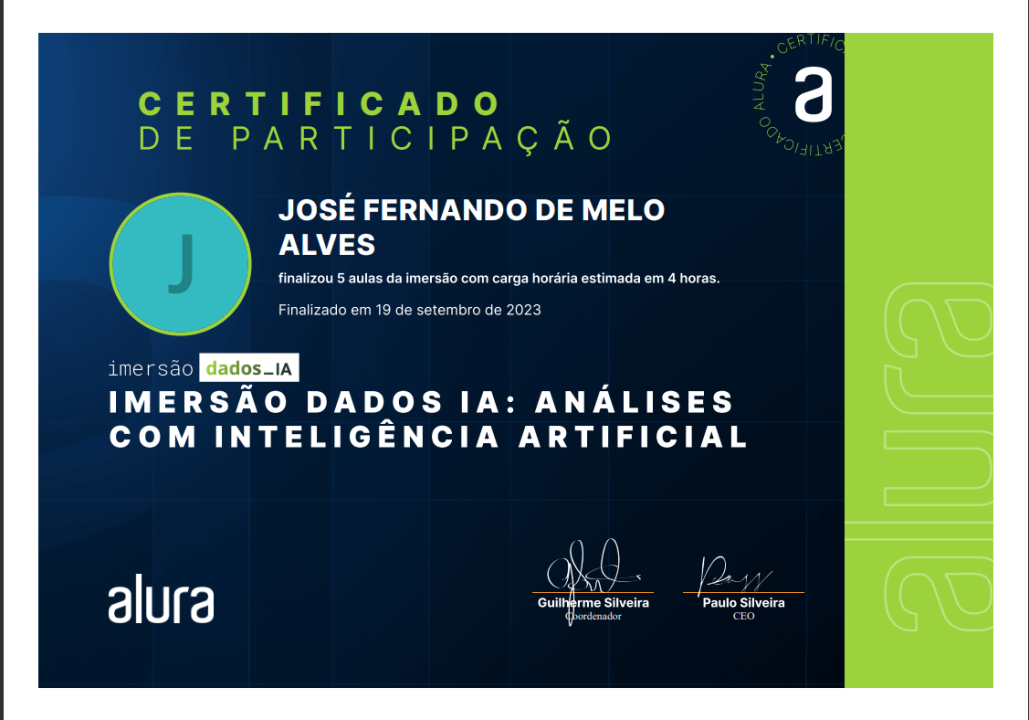 CERTIFICADO
DE PARTICIPAÇÃO
CERTIFICADO ALURA • CERTIFIC
a
J
JOSÉ FERNANDO DE MELO
ALVES
finalizou 5 aulas da imersão com carga horária estimada em 4 horas.
Finalizado em 19 de setembro de 2023
imersão dados_IA
IMERSÃO DADOS IA: ANÁLISES
COM INTELIGÊNCIA ARTIFICIAL
alura
Guilherme Silveira
Coordenador
Paulo Silveira
CEO
alura